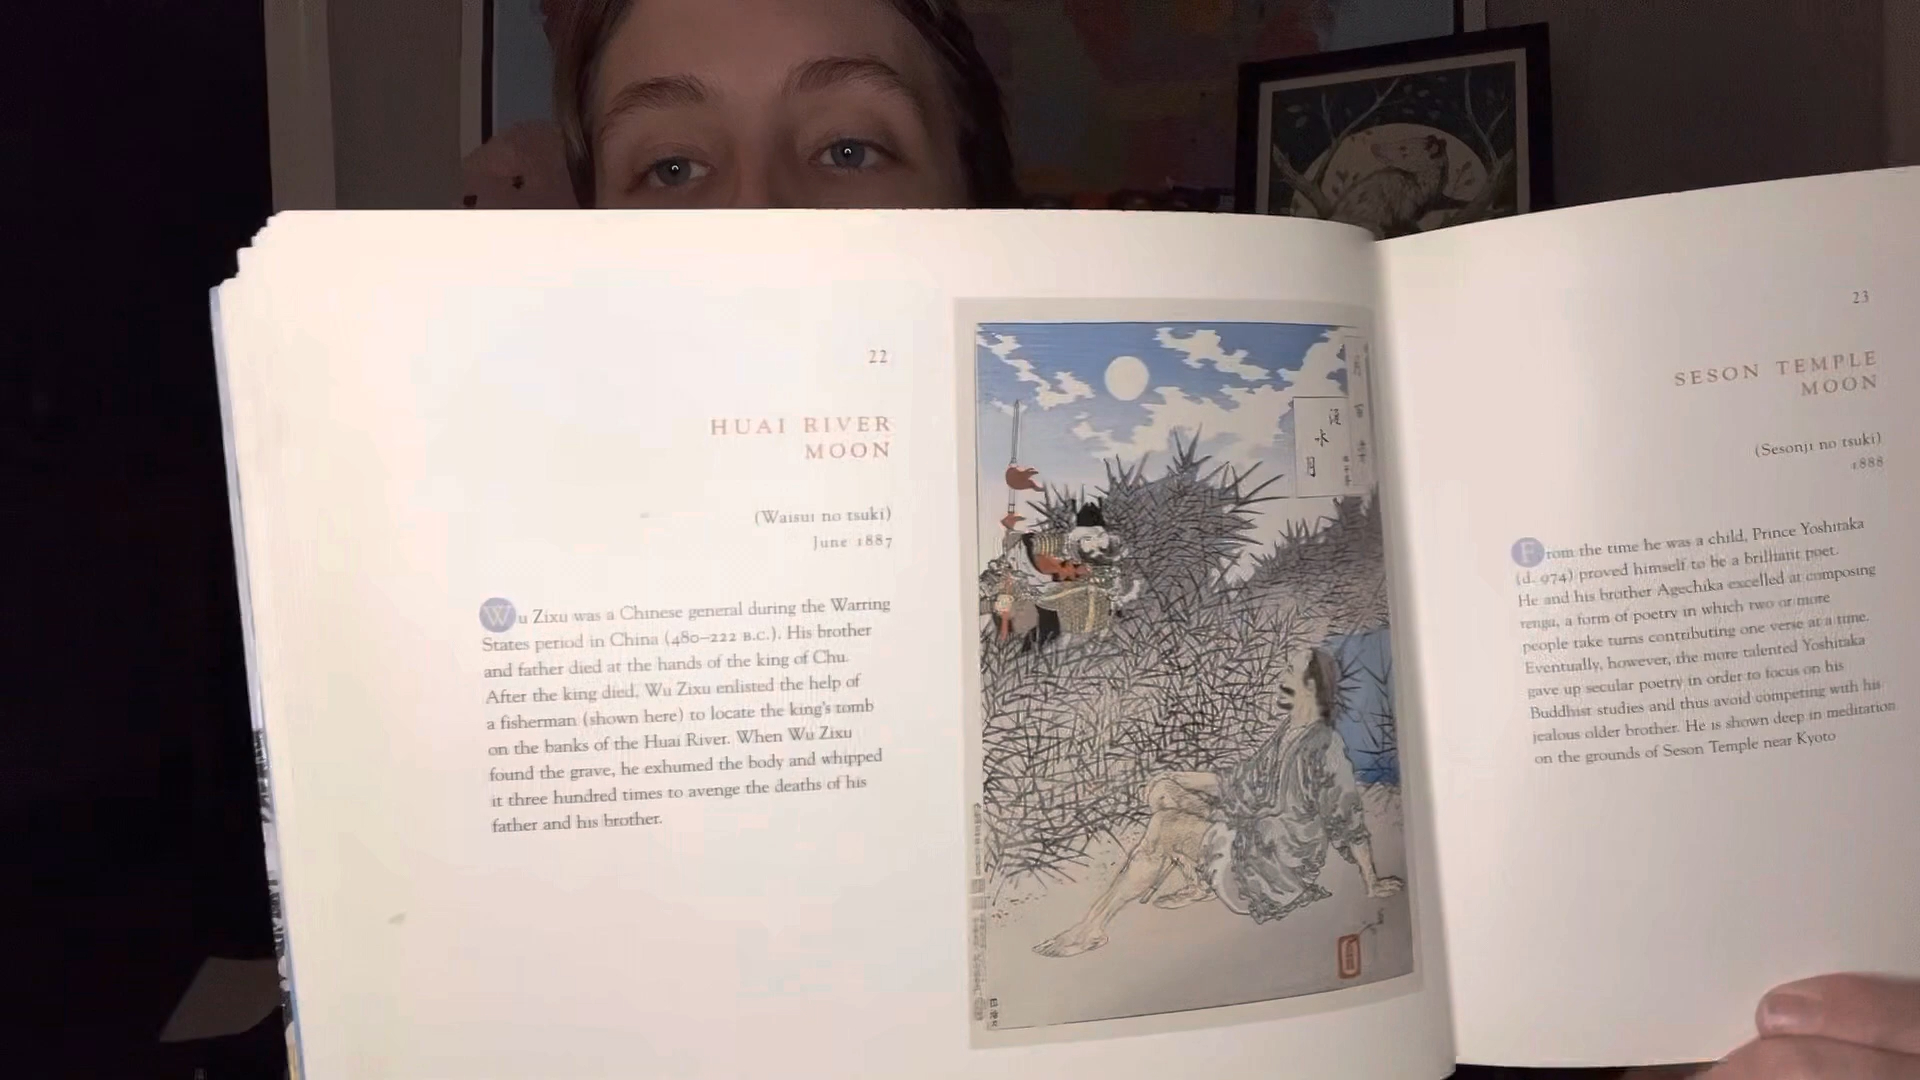 22
HUAI RIVER
MOON
(Waisui no tsuki)
June 1887
Wu Zixu was a Chinese general during the Warring
States period in China (480–222 B.C.). His brother
and father died at the hands of the king of Chu.
After the king died, Wu Zixu enlisted the help of
a fisherman (shown here) to locate the king's tomb
on the banks of the Huai River. When Wu Zixu
found the grave, he exhumed the body and whipped
it three hundred times to avenge the deaths of his
father and his brother.
月百姿
淮水月
23
SESON TEMPLE
MOON
(Sesonji no tsuki)
1888
From the time he was a child, Prince Yoshitaka
(d. 974) proved himself to be a brilliant poet.
He and his brother Agechika excelled at composing
renga, a form of poetry in which two or more
people take turns contributing one verse at a time.
Eventually, however, the more talented Yoshitaka
gave up secular poetry in order to focus on his
Buddhist studies and thus avoid competing with his
jealous older brother. He is shown deep in meditation
on the grounds of Seson Temple near Kyoto